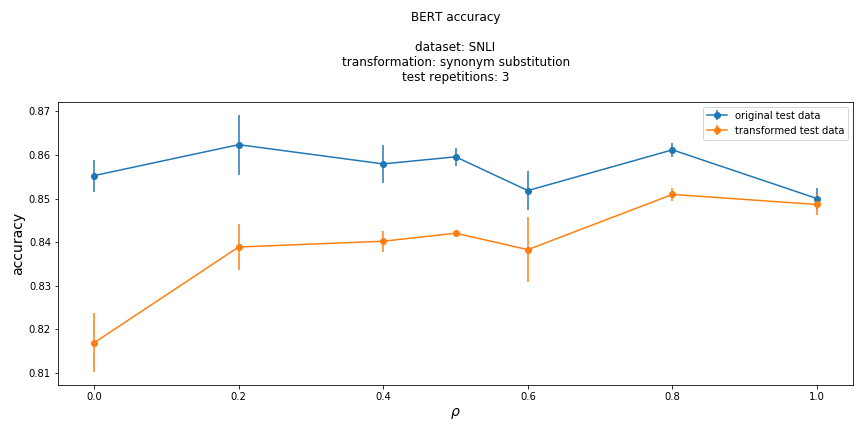 BERT accuracy
dataset: SNLI
transformation: synonym substitution
test repetitions: 3
original test data
transformed test data
0.87
0.86
0.85
0.84
0.83
0.82
0.81
accuracy
0.0 0.2 0.4 0.6 0.8 1.0
ρ